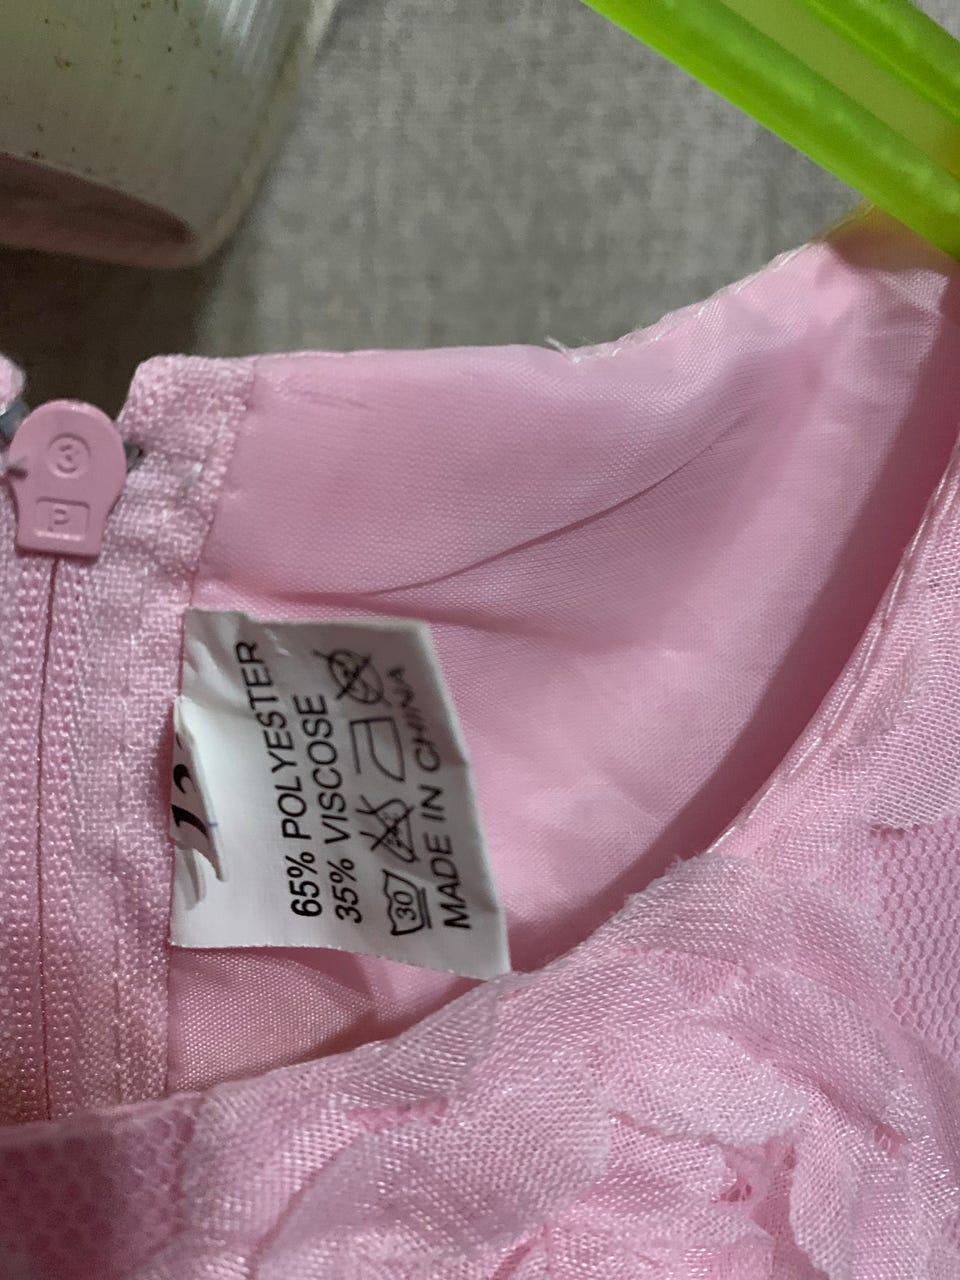 3
P
65% POLYESTER
35% VISCOSE
30
MADE IN CHINA